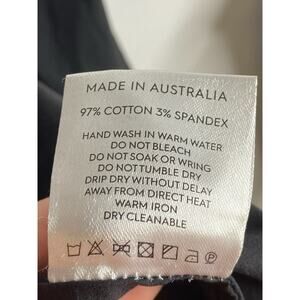 MADE IN AUSTRALIA
97% COTTON 3% SPANDEX
HAND WASH IN WARM WATER
DO NOT BLEACH
DO NOT SOAK OR WRING
DO NOT TUMBLE DRY
DRIP DRY WITHOUT DELAY
AWAY FROM DIRECT HEAT
WARM IRON
DRY CLEANABLE
P